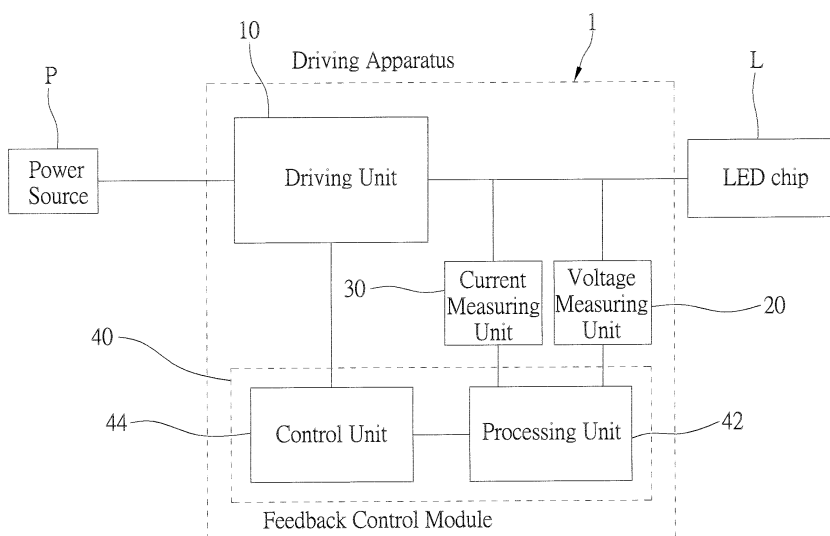 10
Driving Apparatus
1
P
L
Power
Source
Driving Unit
LED chip
30
Current
Measuring
Unit
Voltage
Measuring
Unit
20
40
44
Control Unit
Processing Unit
42
Feedback Control Module